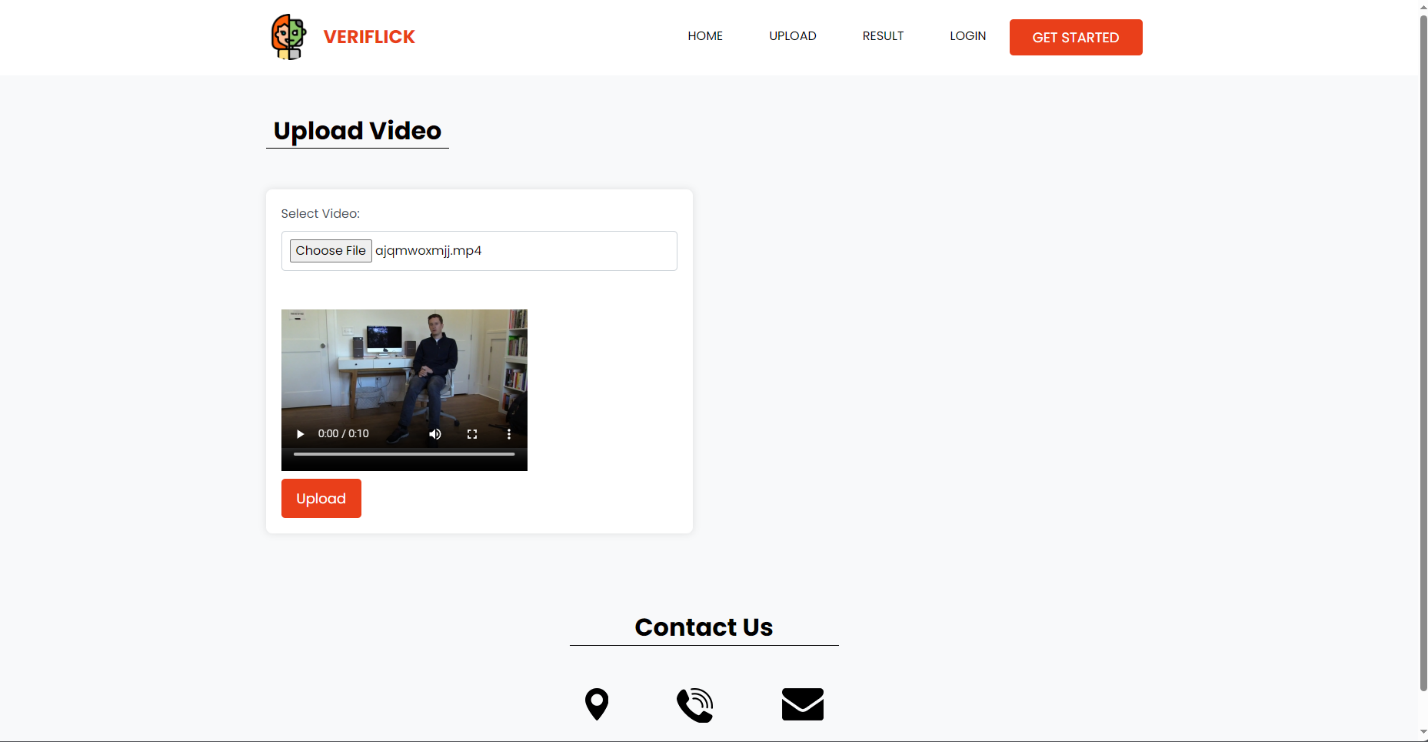 VERIFLICK
HOME UPLOAD RESULT LOGIN GET STARTED
Upload Video
Select Video:
Choose File ajqmwoxmjj.mp4
0:00 / 0:10
Upload
Contact Us